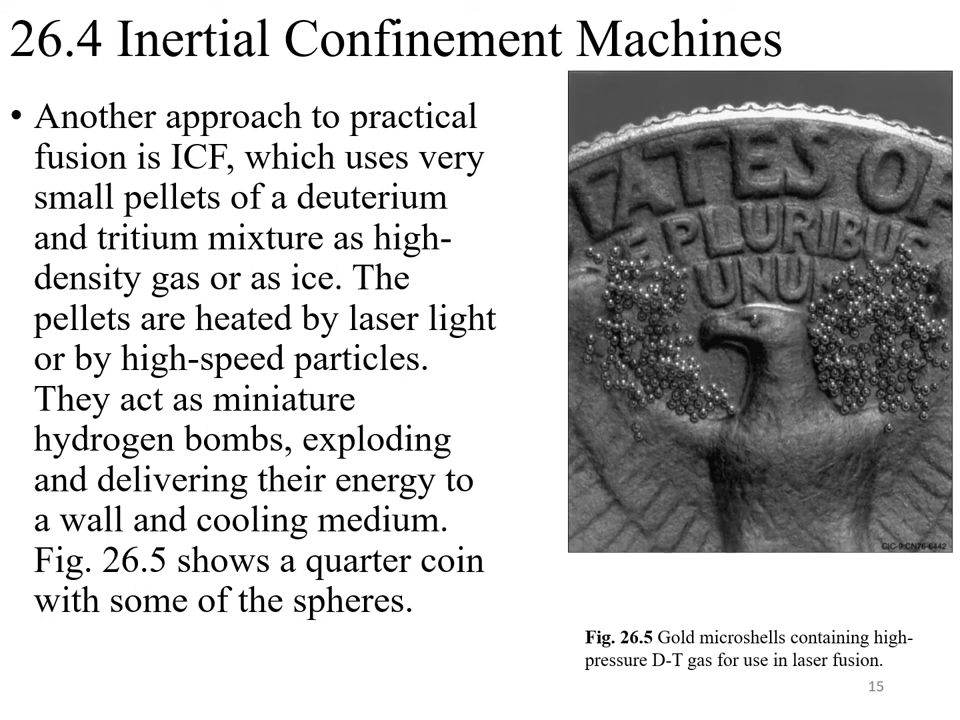 26.4 Inertial Confinement Machines
• Another approach to practical
fusion is ICF, which uses very
small pellets of a deuterium
and tritium mixture as high-
density gas or as ice. The
pellets are heated by laser light
or by high-speed particles.
They act as miniature
hydrogen bombs, exploding
and delivering their energy to
a wall and cooling medium.
Fig. 26.5 shows a quarter coin
with some of the spheres.
TATES OF
E PLURIBUS
UNU
Fig. 26.5 Gold microshells containing high-
pressure D-T gas for use in laser fusion.
15